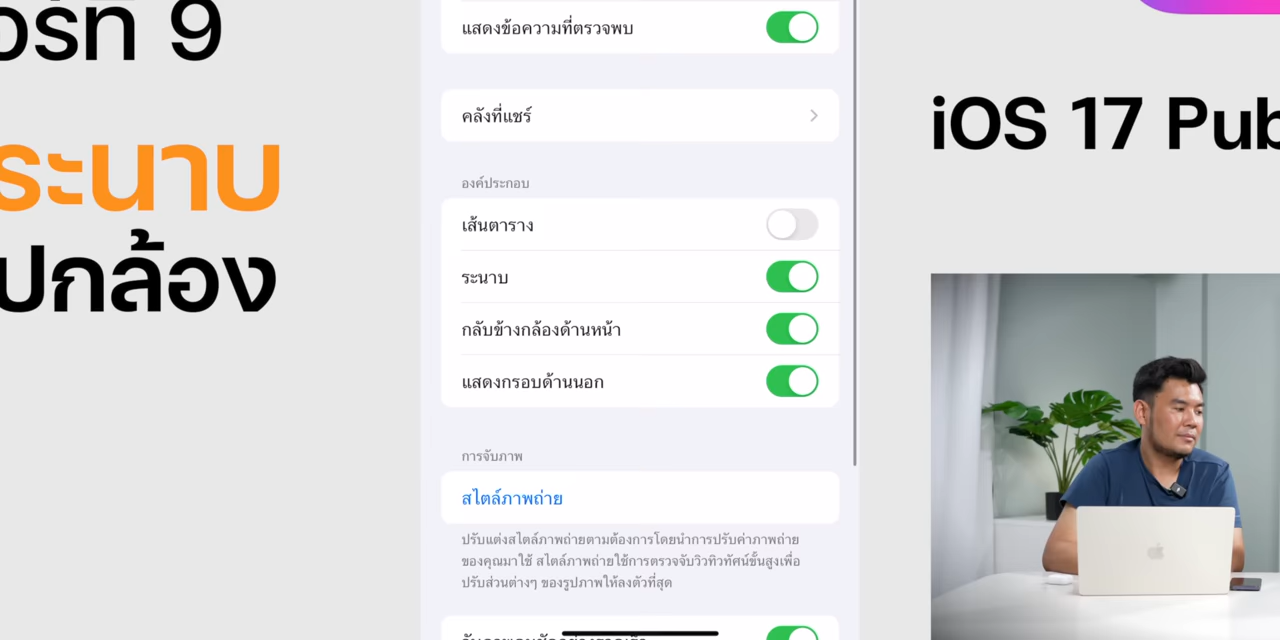 อร์ที่ 9
ระนาบ
ปกล้อง
แสดงข้อความที่ตรวจพบ
คลังที่แชร์
องค์ประกอบ
เส้นตาราง
ระนาบ
กลับข้างกล้องด้านหน้า
แสดงกรอบด้านนอก
การจับภาพ
สไตล์ภาพถ่าย
ปรับแต่งสไตล์ภาพถ่ายตามต้องการโดยนำการปรับค่าภาพถ่าย
ของคุณมาใช้ สไตล์ภาพถ่ายใช้การตรวจจับวิวทิวทัศน์ขั้นสูงเพื่อ
ปรับส่วนต่างๆ ของรูปภาพให้ลงตัวที่สุด
iOS 17 Pub